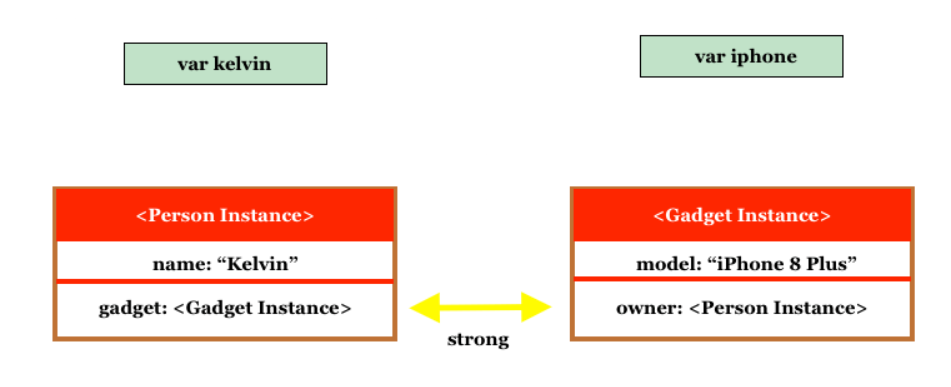 var kelvin
var iphone
<Person Instance>
name: “Kelvin”
gadget: <Gadget Instance>
strong
<Gadget Instance>
model: “iPhone 8 Plus”
owner: <Person Instance>